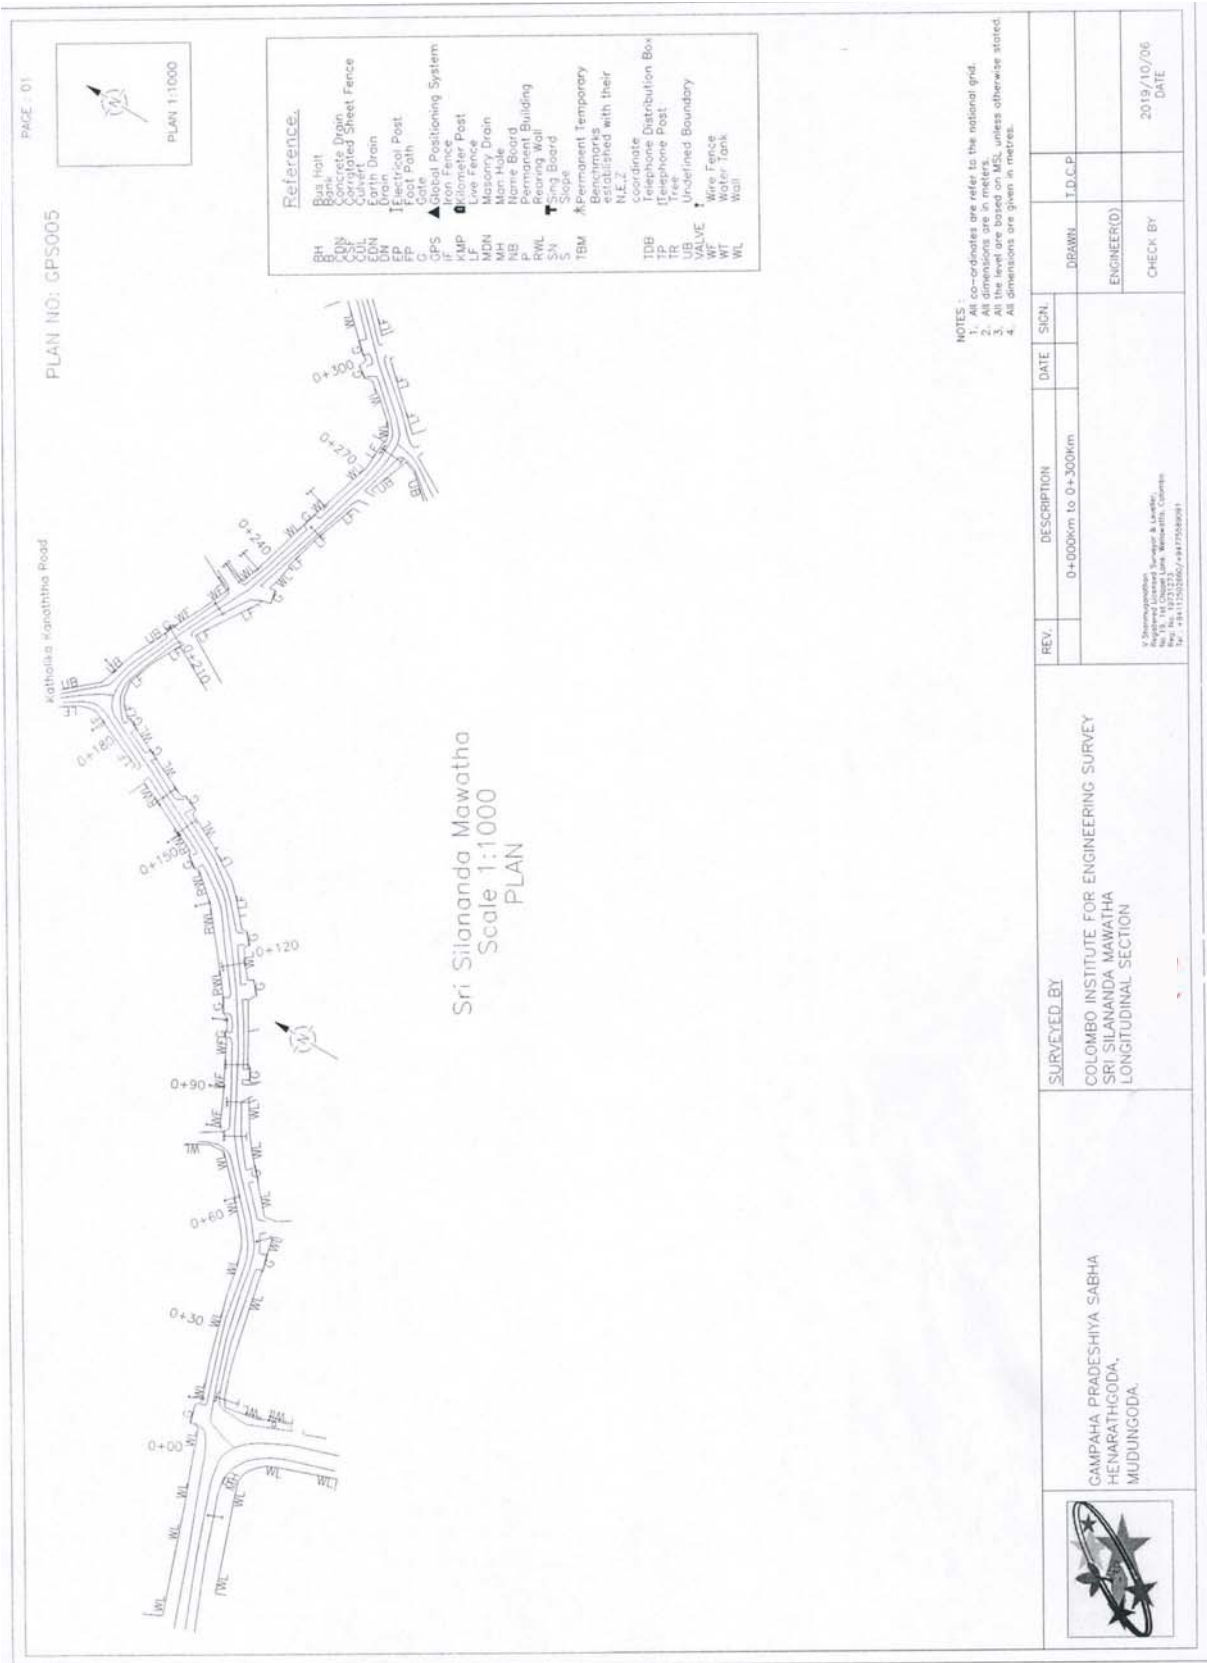 PAGE : 01
PLAN NO: GPS005
PLAN 1:1000
Katholika Kanaththa Road
Reference.
BH Bus Halt
B Bank
CDN Concrete Drain
CSF Corugated Sheet Fence
CUL Culvert
EDN Earth Drain
DN Drain
EP Electrical Post
FP Foot Path
G Gate
GPS Global Positioning System
IF Iron Fence
KMP Kilometer Post
LF Live Fence
MDN Masonry Drain
MH Man Hole
NB Name Board
P Permanent Building
RWL Rearing Wall
SN Sing Board
S Slope
TBM Permanent Temporary
Benchmarks
established with their
N.E.Z
coordinate
TDB Telephone Distribution Box
TP Telephone Post
TR Tree
UB Undefined Boundary
VALVE
WF Wire Fence
WT Water Tank
WL Wall
0+00
0+30
0+60
0+90
0+120
0+150
0+180
0+210
0+240
0+270
0+300
Sri Silananda Mawatha
Scale 1:1000
PLAN
NOTES :
1. All co-ordinates are refer to the national grid.
2. All dimensions are in meters.
3. All the level are based on MSL unless otherwise stated.
4. All dimensions are given in metres.
GAMPAHA PRADESHIYA SABHA
HENARATHGODA,
MUDUNGODA.
SURVEYED BY
COLOMBO INSTITUTE FOR ENGINEERING SURVEY
SRI SILANANDA MAWATHA
LONGITUDINAL SECTION
REV. DESCRIPTION DATE SIGN.
0+000Km to 0+300Km
V Shanmuganathan
Registered Licensed Surveyor & Leveller,
DRAWN T.D.C.P
ENGINEER(D)
CHECK BY
2019/10/06
DATE